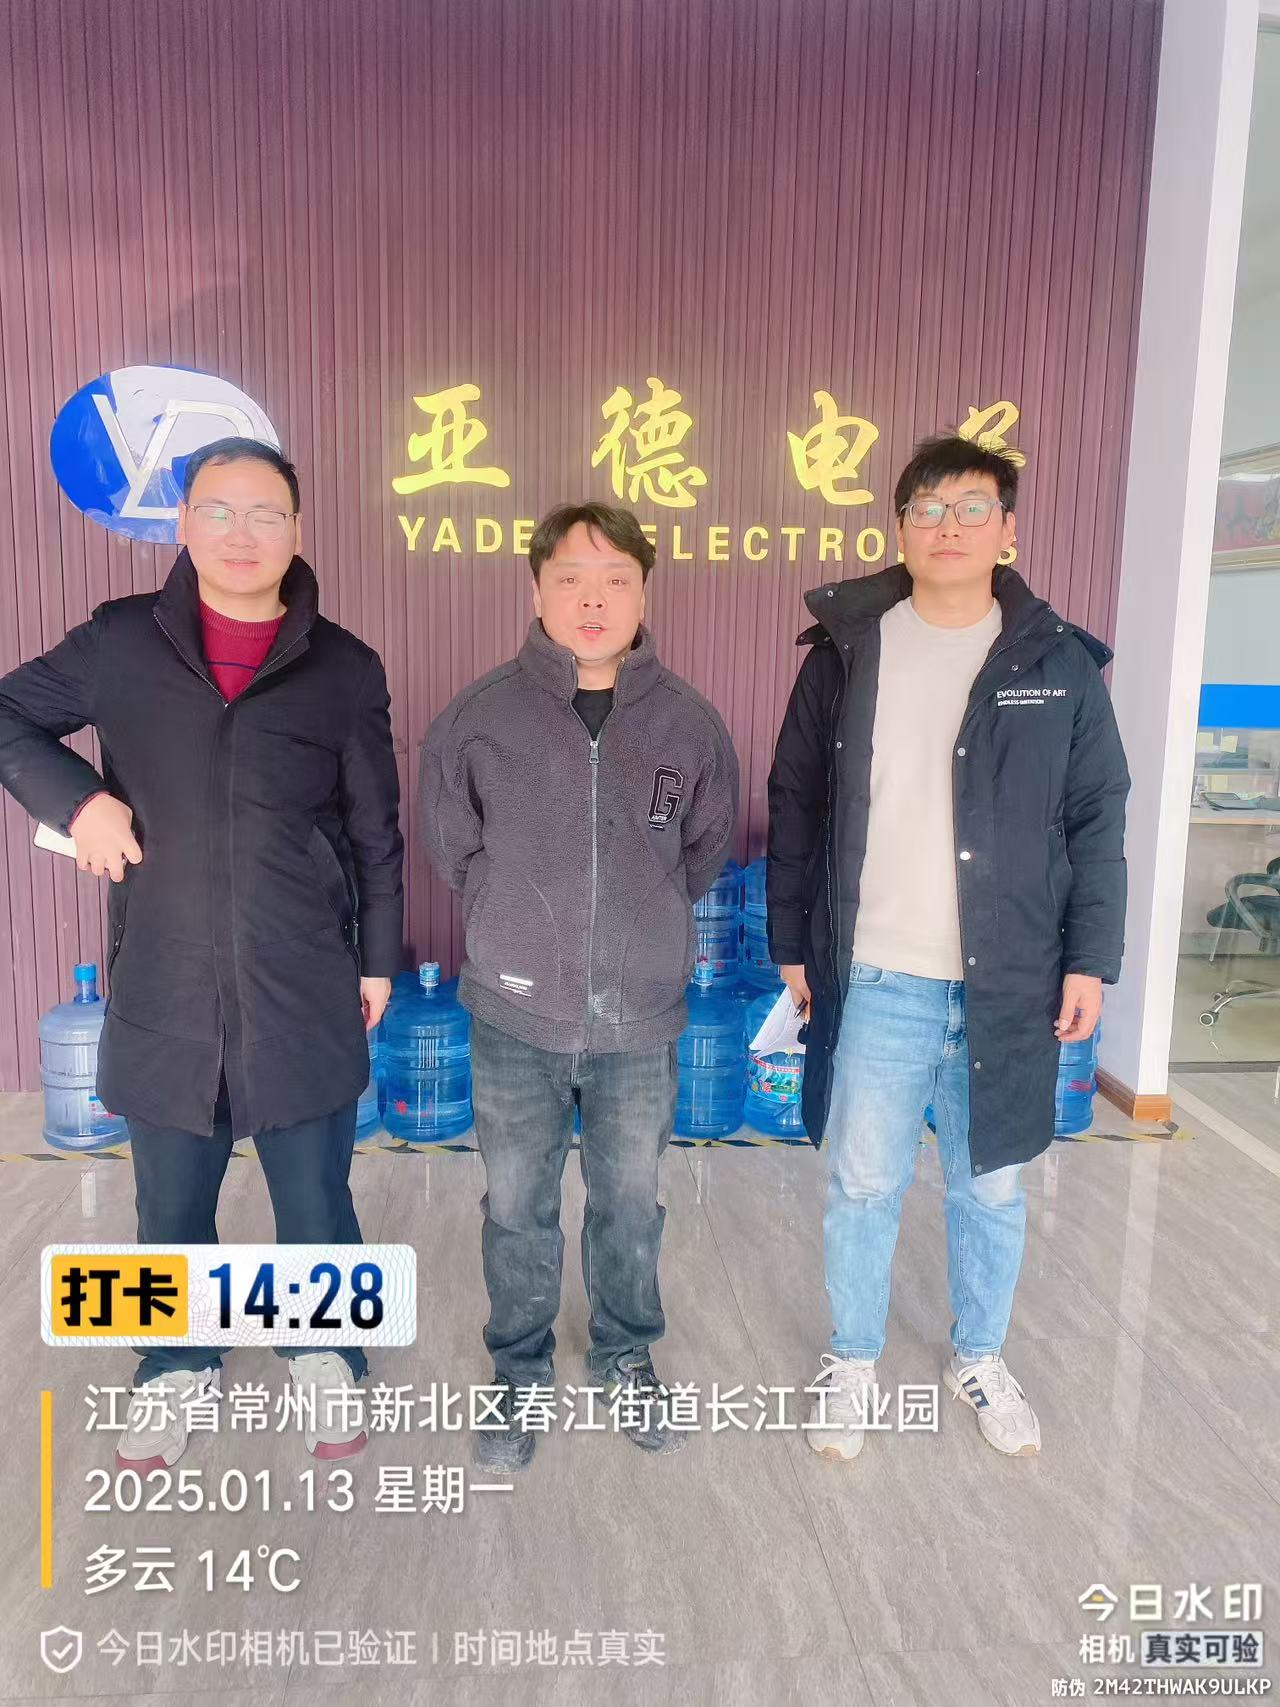 YD
亚德电
EVOLUTION OF ART
ENDLESS IMITATION
G
打卡 14:28
江苏省常州市新北区春江街道长江工业园
2025.01.13 星期一
多云 14℃
今日水印相机已验证 | 时间地点真实
今日水印
相机 真实可验
防伪 2M42THWAK9ULKP